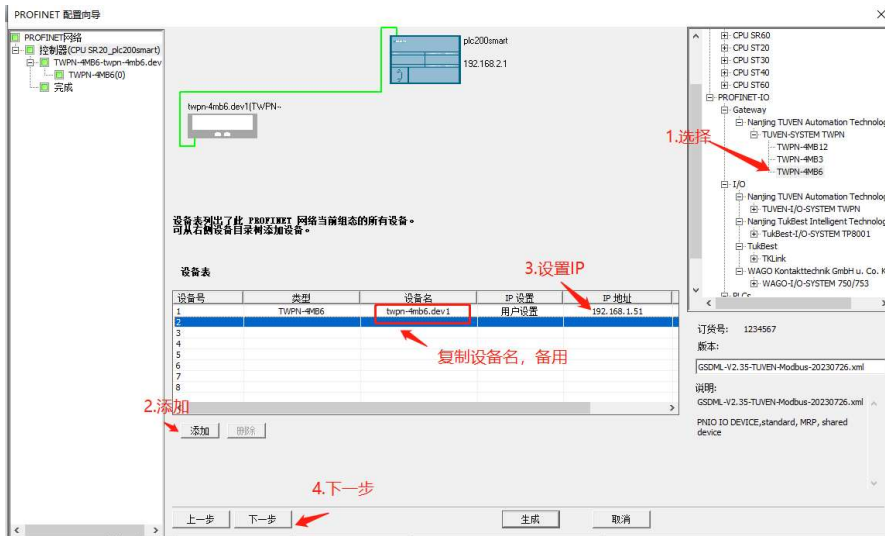 PROFINET 配置向导
PROFINET网络
控制器(CPU SR20_plc200smart)
TWPN-4MB6-twpn-4mb6.dev
TWPN-4MB6(0)
完成
plc200smart
192.168.2.1
twpn-4mb6.dev1(TWPN-
设备表列出了此 PROFINET 网络当前组态的所有设备。
可从右侧设备目录树添加设备。
设备表
3.设置IP
设备号 类型 设备名 IP 设置 IP 地址
1 TWPN-4MB6 twpn-4mb6.dev1 用户设置 192.168.1.51
2
3
4
5
6
7
8
复制设备名，备用
2.添加
添加 删除
4.下一步
上一步 下一步 生成 取消
CPU SR60
CPU ST20
CPU ST30
CPU ST40
CPU ST60
PROFINET-IO
Gateway
Nanjing TUVEN Automation Technolog
1.选择
TUVEN-SYSTEM TWPN
TWPN-4MB12
TWPN-4MB3
TWPN-4MB6
I/O
Nanjing TUVEN Automation Technolog
TUVEN-I/O-SYSTEM TWPN
Nanjing TukBest Intelligent Technolog
TukBest-I/O-SYSTEM TP8001
TukBest
TKLink
WAGO Kontakttechnik GmbH u. Co. K
WAGO-I/O-SYSTEM 750/753
PLCs
订货号: 1234567
版本:
GSDML-V2.35-TUVEN-Modbus-20230726.xml
说明:
GSDML-V2.35-TUVEN-Modbus-20230726.xml
PNIO IO DEVICE,standard, MRP, shared
device